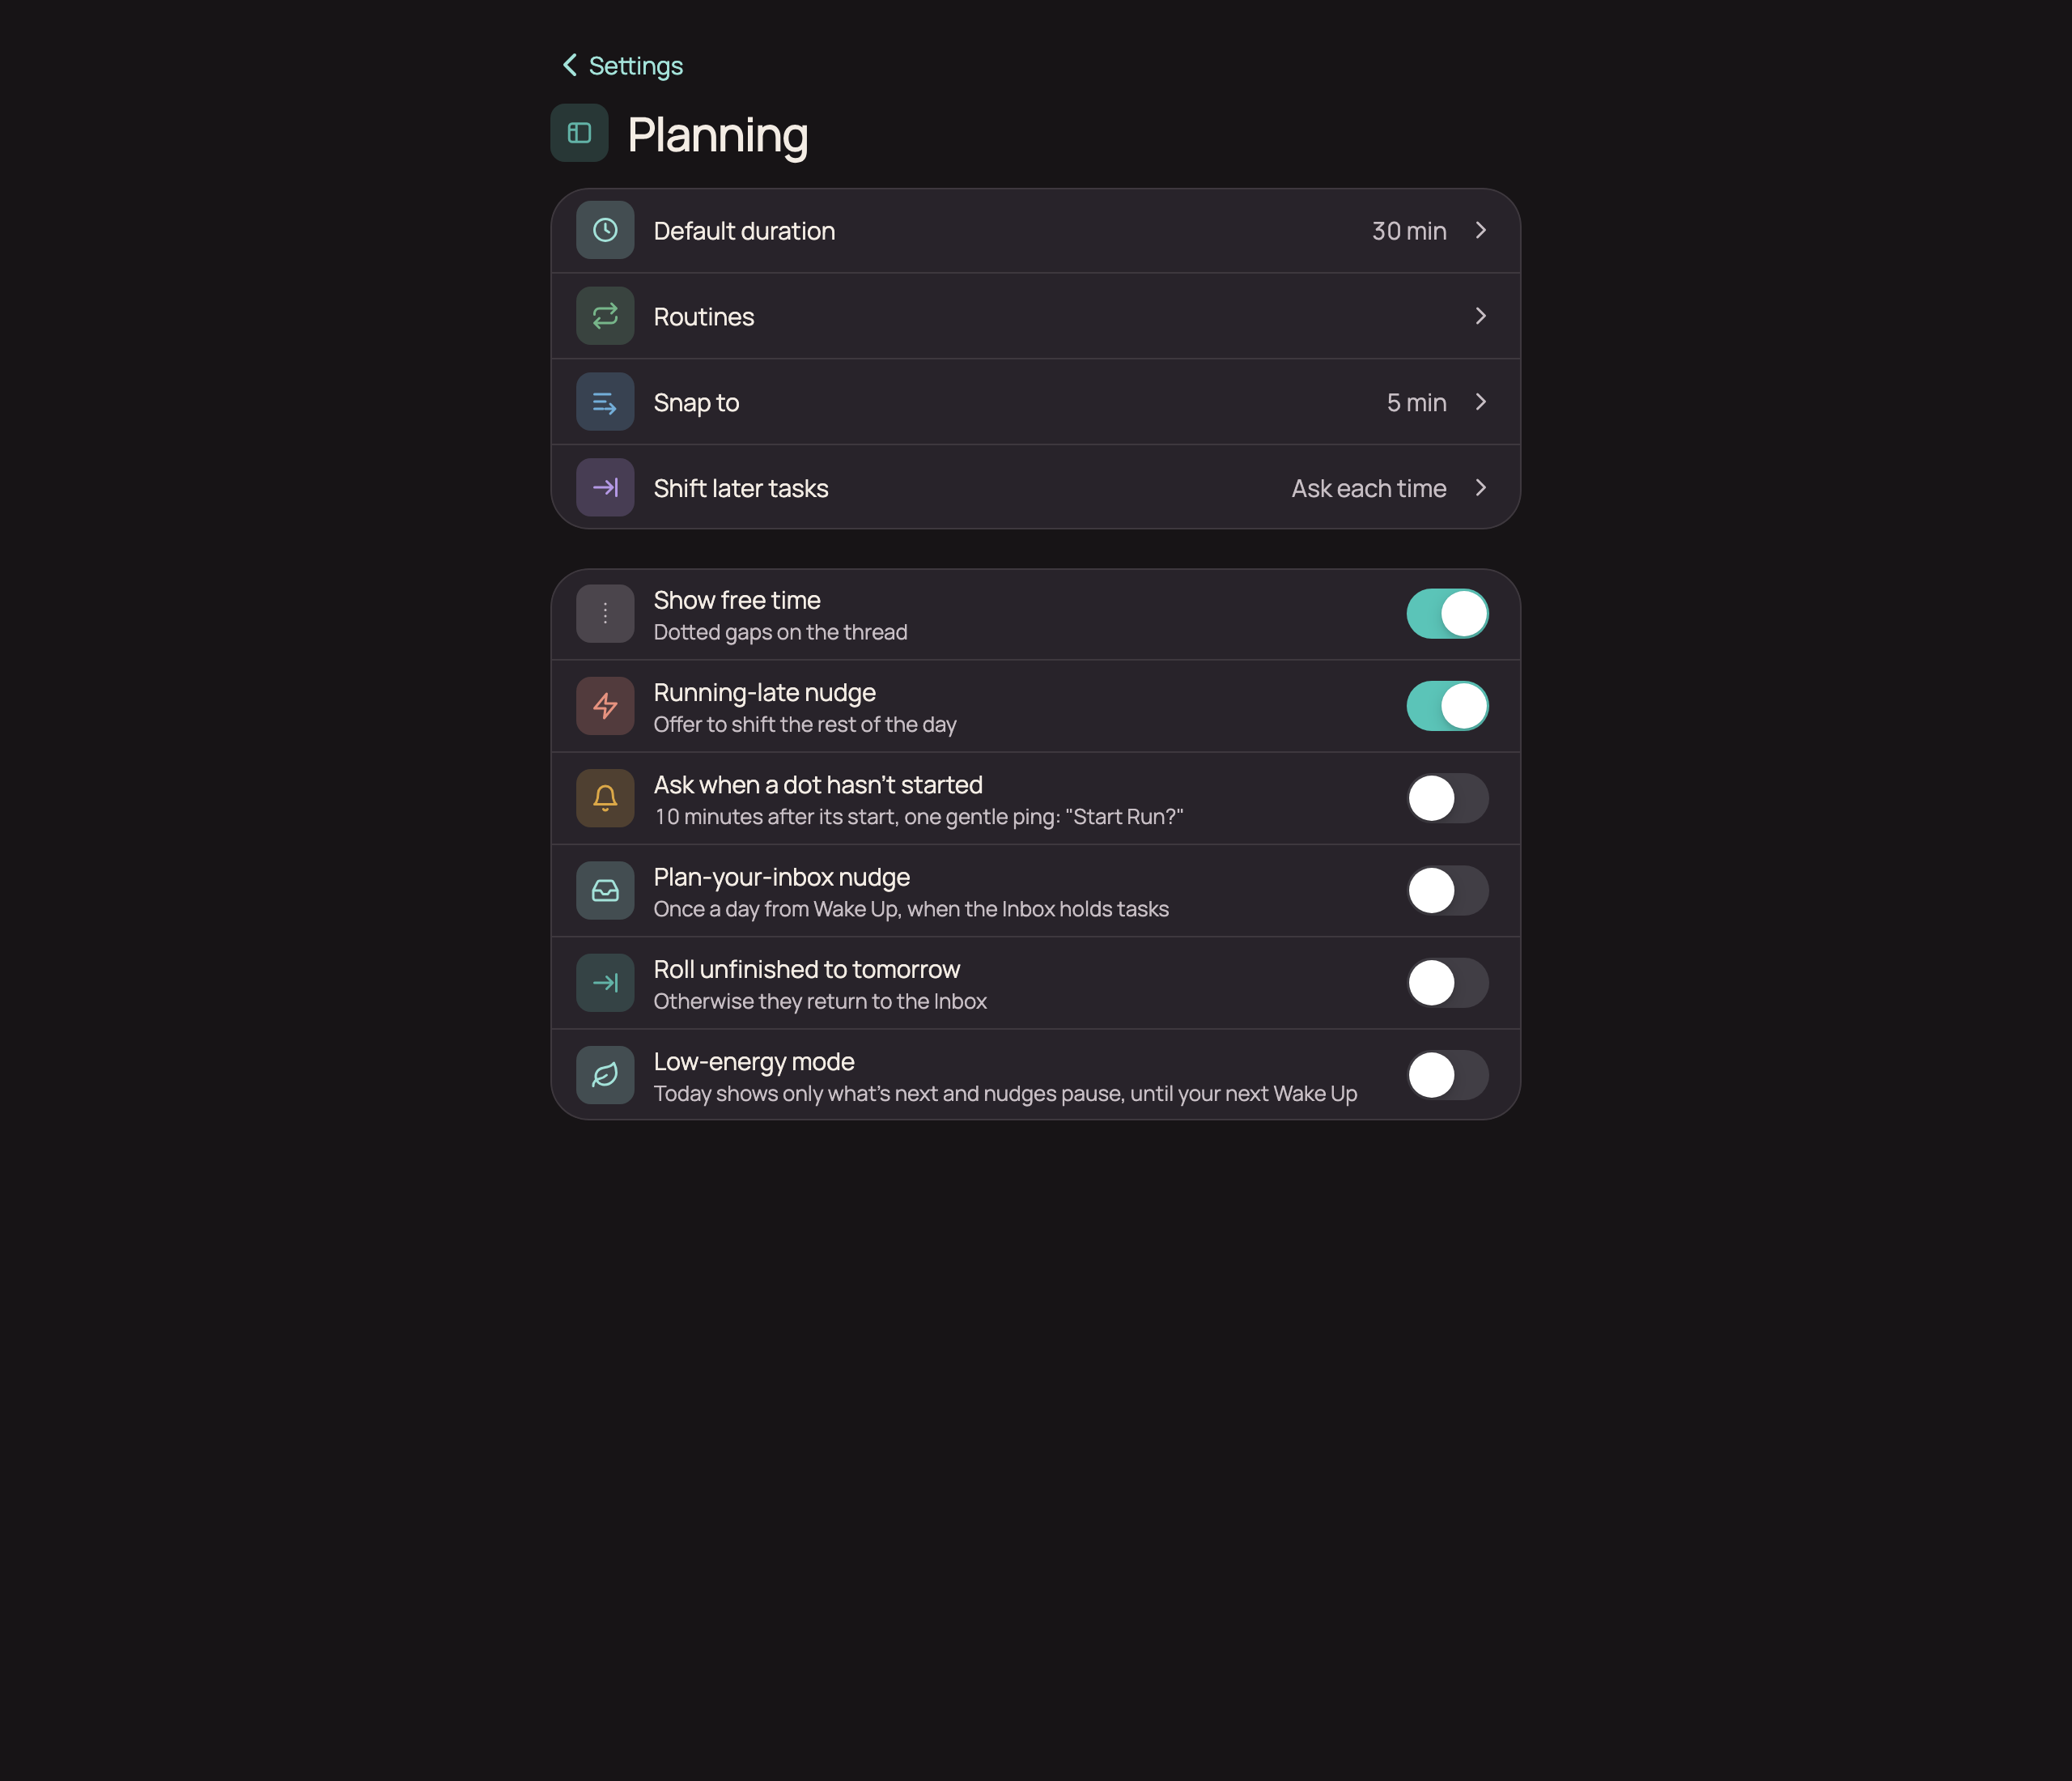 Settings
Planning
Default duration 30 min
Routines
Snap to 5 min
Shift later tasks Ask each time
Show free time
Dotted gaps on the thread
Running-late nudge
Offer to shift the rest of the day
Ask when a dot hasn’t started
10 minutes after its start, one gentle ping: "Start Run?"
Plan-your-inbox nudge
Once a day from Wake Up, when the Inbox holds tasks
Roll unfinished to tomorrow
Otherwise they return to the Inbox
Low-energy mode
Today shows only what’s next and nudges pause, until your next Wake Up